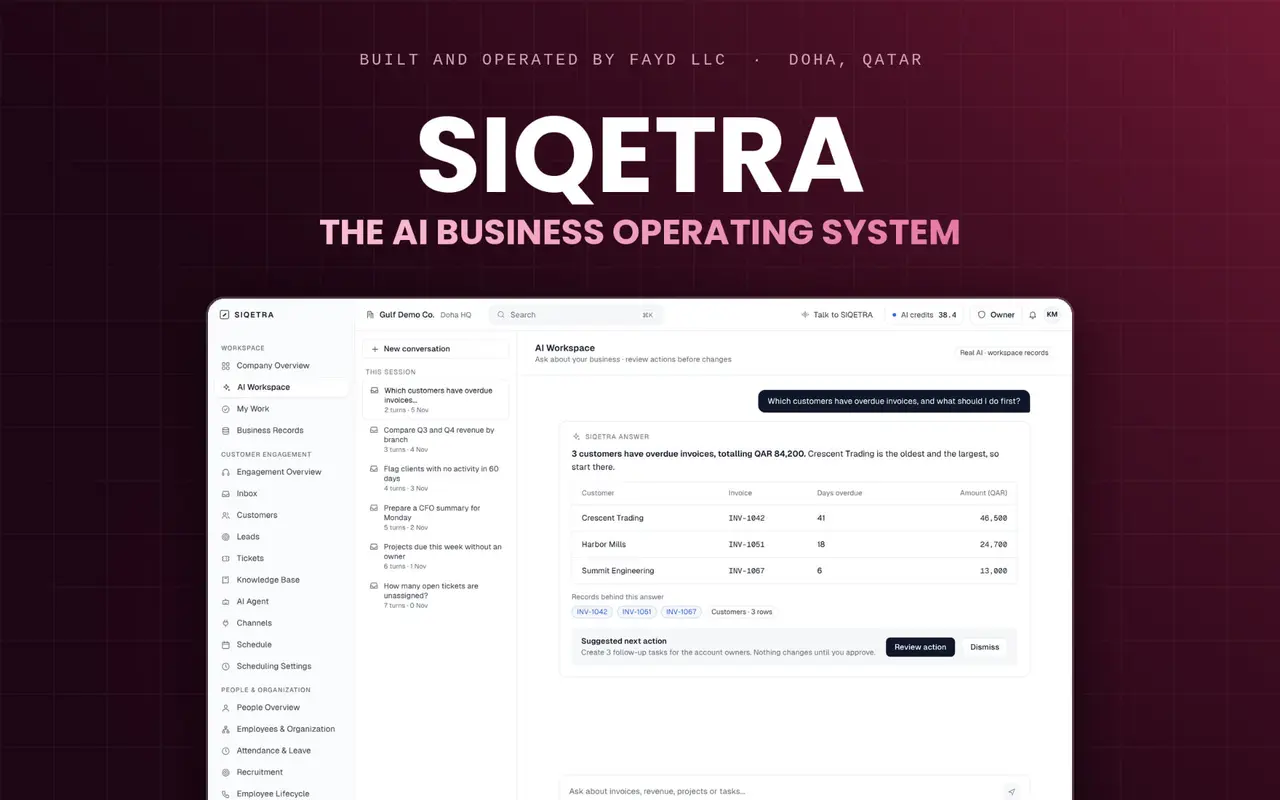 BUILT AND OPERATED BY FAYD LLC · DOHA, QATAR
SIQETRA
THE AI BUSINESS OPERATING SYSTEM
SIQETRA
Gulf Demo Co. Doha HQ
Search ⌘K
Talk to SIQETRA
AI credits 38.4
Owner
KM
WORKSPACE
Company Overview
AI Workspace
My Work
Business Records
CUSTOMER ENGAGEMENT
Engagement Overview
Inbox
Customers
Leads
Tickets
Knowledge Base
AI Agent
Channels
Schedule
Scheduling Settings
PEOPLE & ORGANIZATION
People Overview
Employees & Organization
Attendance & Leave
Recruitment
Employee Lifecycle
+ New conversation
THIS SESSION
Which customers have overdue
invoices…
2 turns · 5 Nov
Compare Q3 and Q4 revenue by
branch
3 turns · 4 Nov
Flag clients with no activity in 60
days
4 turns · 3 Nov
Prepare a CFO summary for
Monday
5 turns · 2 Nov
Projects due this week without an
owner
6 turns · 1 Nov
How many open tickets are
unassigned?
7 turns · 0 Nov
AI Workspace
Ask about your business · review actions before changes
Real AI · workspace records
Which customers have overdue invoices, and what should I do first?
SIQETRA ANSWER
3 customers have overdue invoices, totalling QAR 84,200. Crescent Trading is the oldest and the largest, so
start there.
Customer Invoice Days overdue Amount (QAR)
Crescent Trading INV-1042 41 46,500
Harbor Mills INV-1051 18 24,700
Summit Engineering INV-1067 6 13,000
Records behind this answer
INV-1042 INV-1051 INV-1067 Customers · 3 rows
Suggested next action
Create 3 follow-up tasks for the account owners. Nothing changes until you approve.
Review action
Dismiss
Ask about invoices, revenue, projects or tasks…